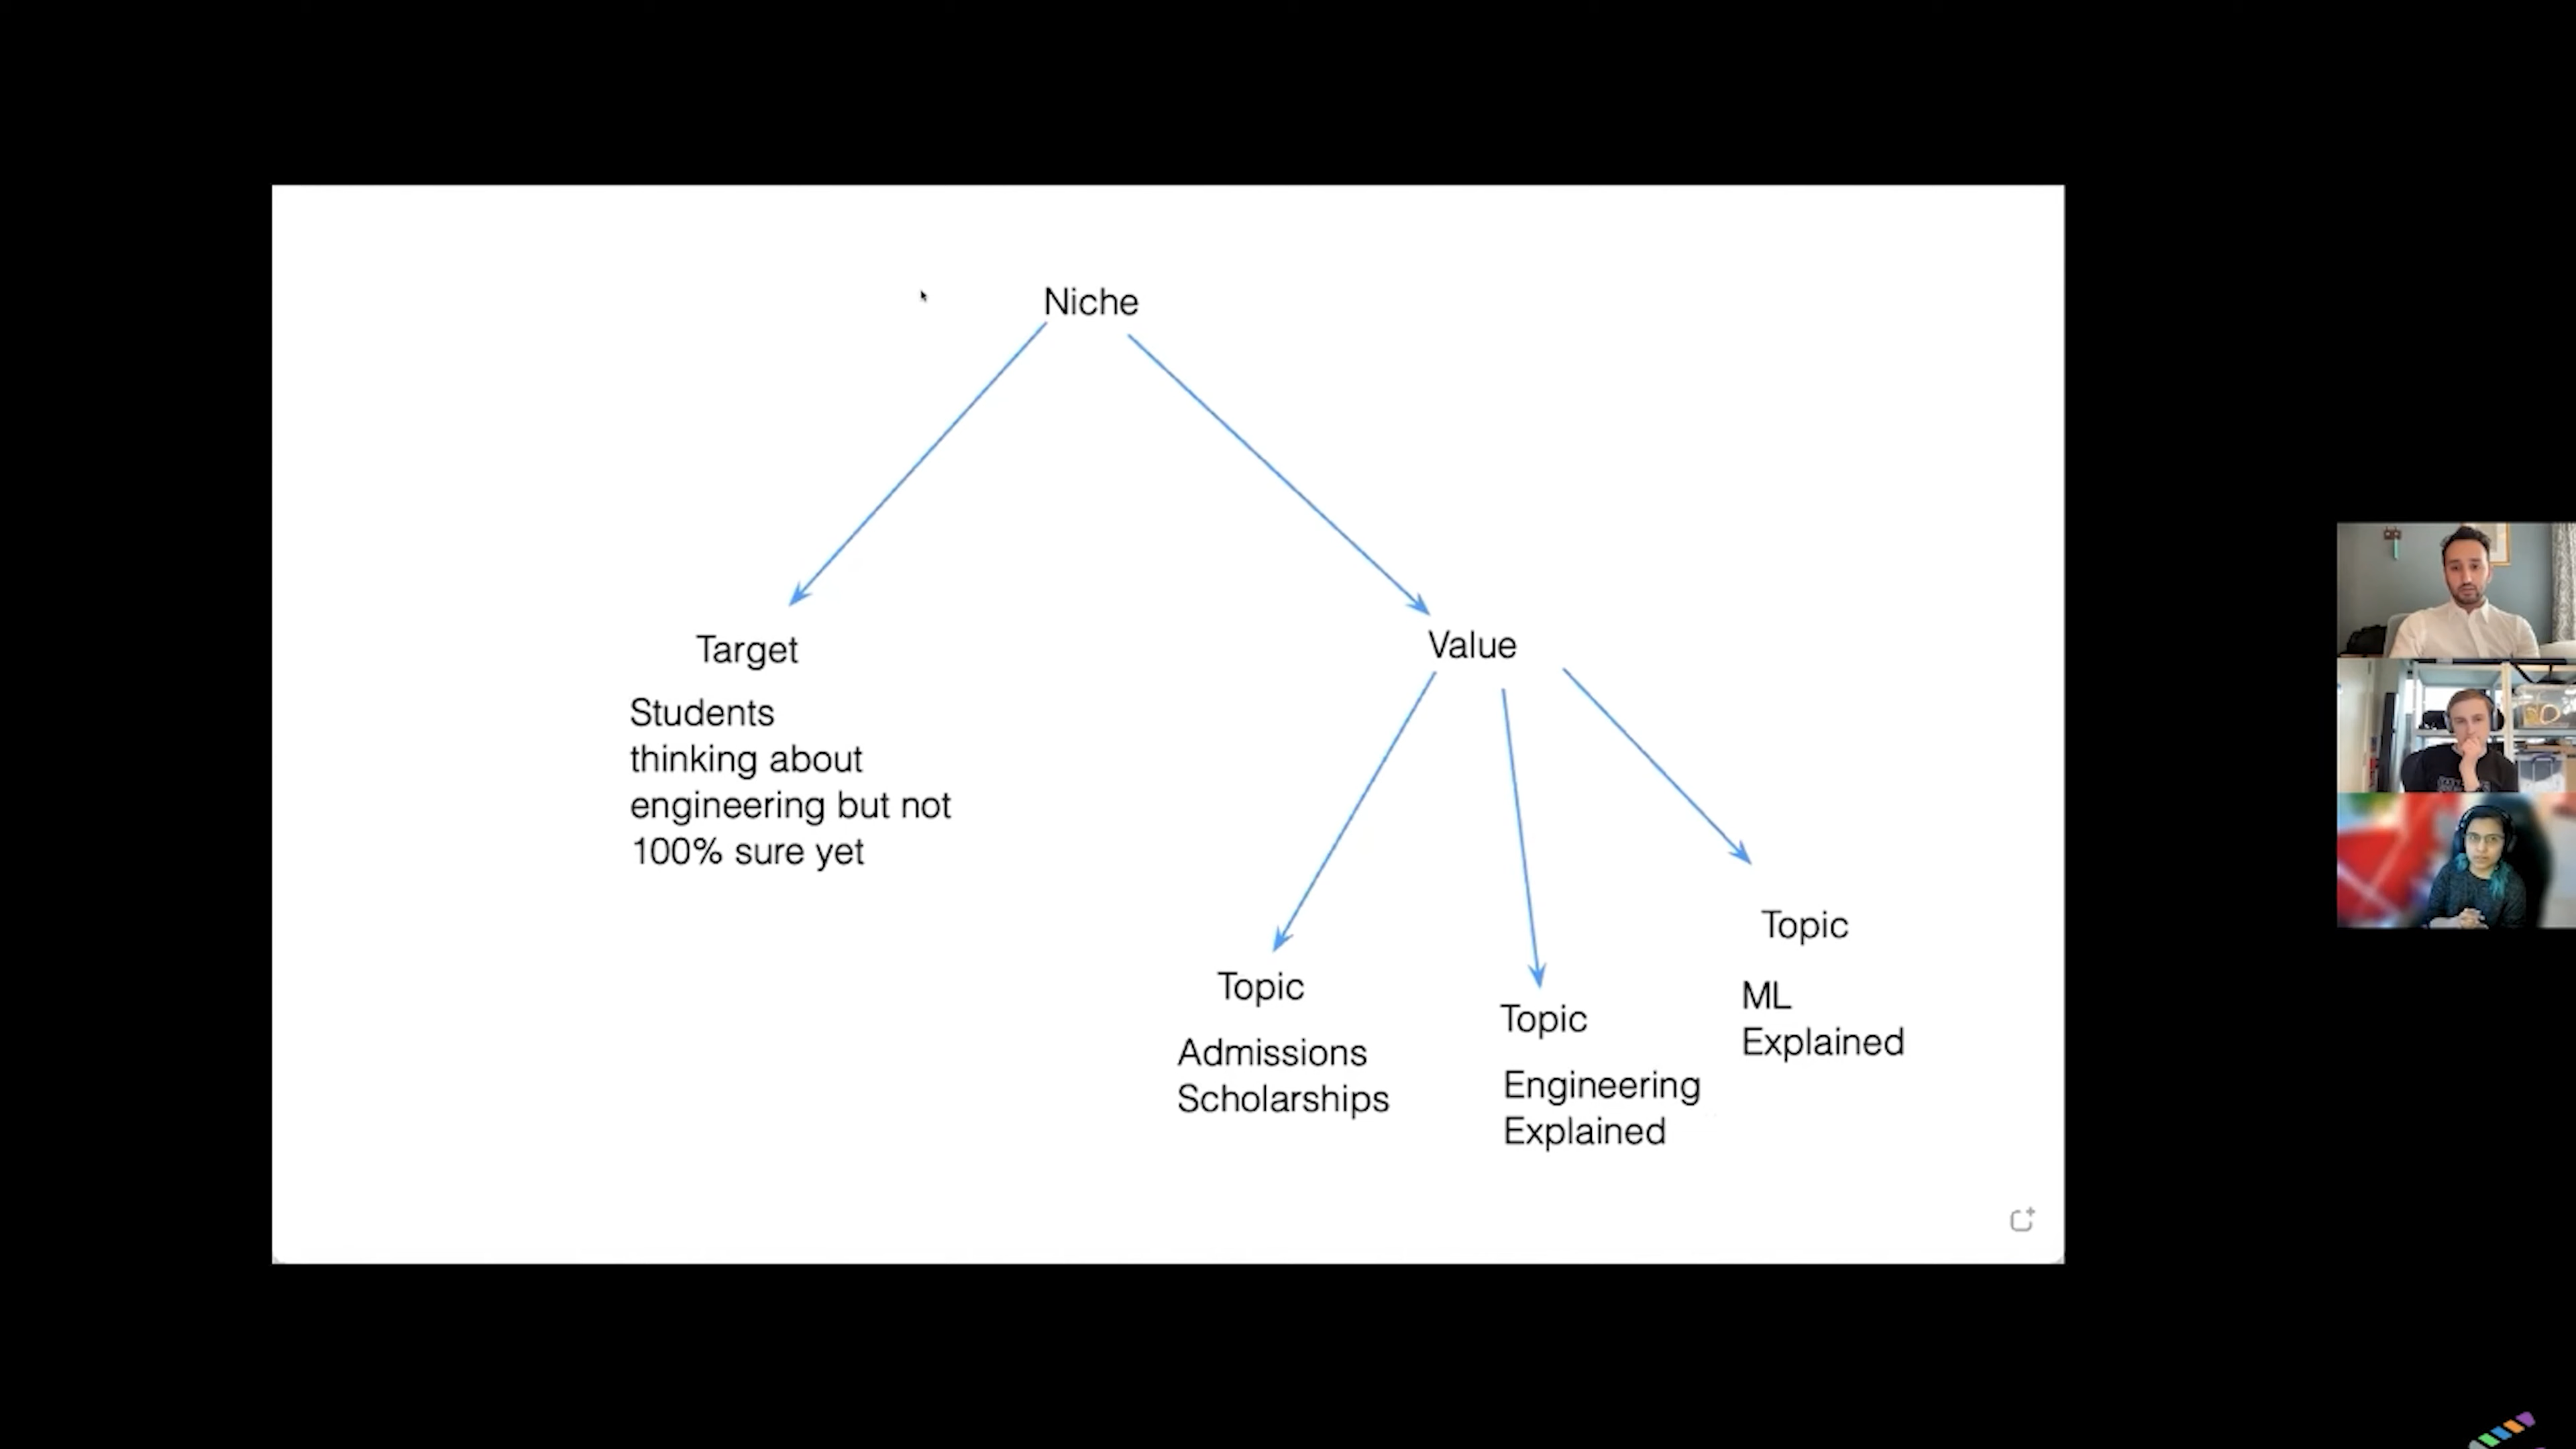 Niche
Target
Students
thinking about
engineering but not
100% sure yet
Value
Topic
Admissions
Scholarships
Topic
Engineering
Explained
Topic
ML
Explained